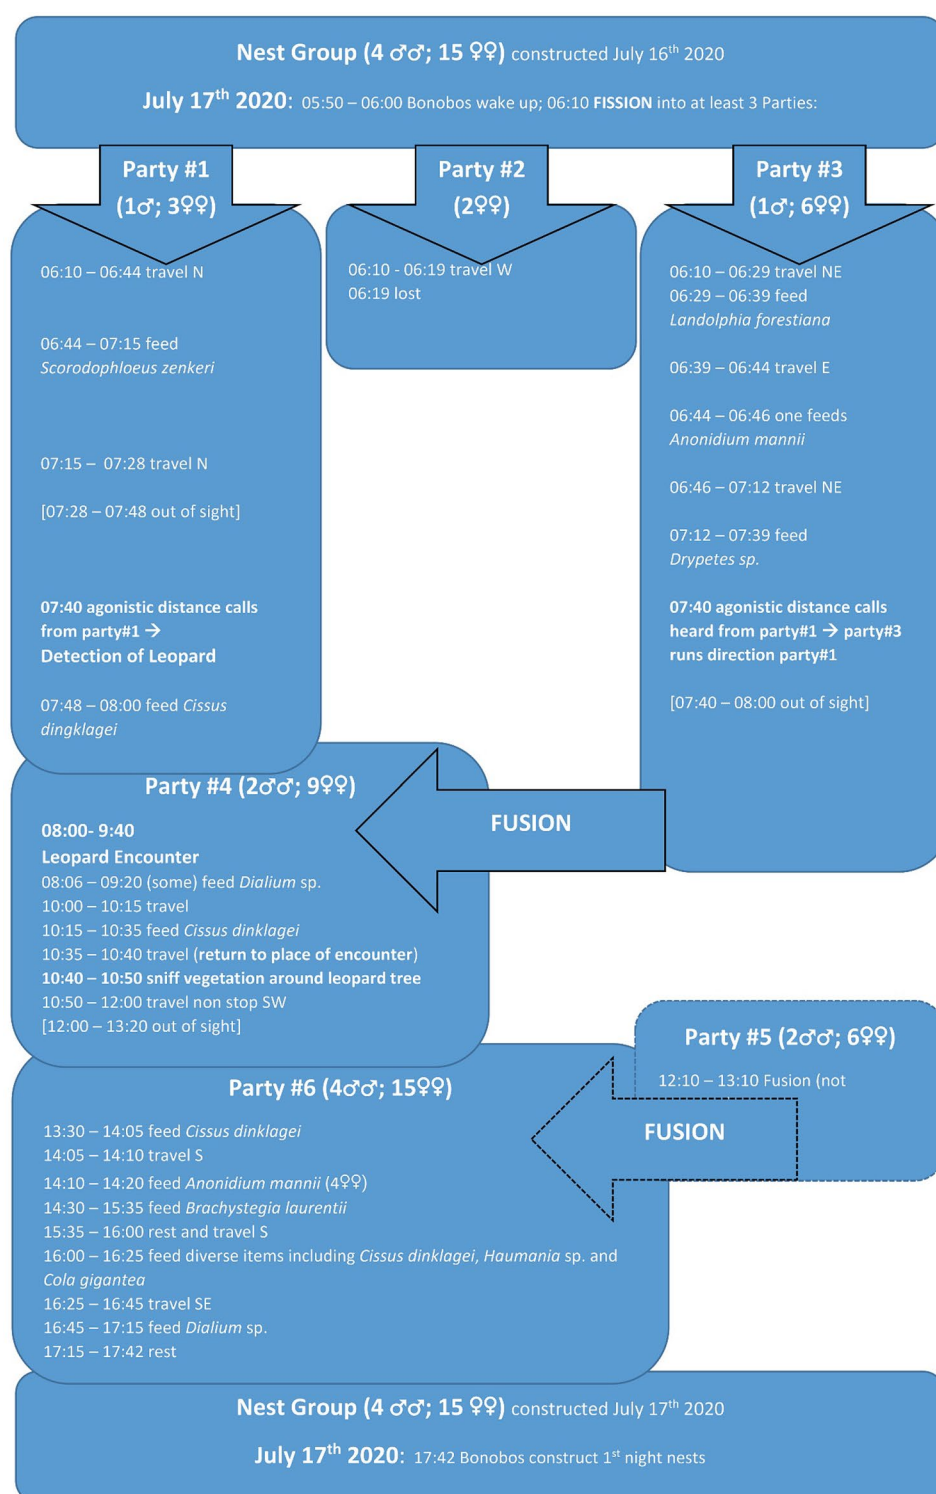 Nest Group (4 ♂♂; 15 ♀♀) constructed July 16th 2020
July 17th 2020: 05:50 – 06:00 Bonobos wake up; 06:10 FISSION into at least 3 Parties:
Party #1
(1♂; 3♀♀)
06:10 – 06:44 travel N
06:44 – 07:15 feed
Scorodophloeus zenkeri
07:15 – 07:28 travel N
[07:28 – 07:48 out of sight]
07:40 agonistic distance calls
from party#1 →
Detection of Leopard
07:48 – 08:00 feed Cissus
dingklagei
Party #2
(2♀♀)
06:10 - 06:19 travel W
06:19 lost
Party #3
(1♂; 6♀♀)
06:10 – 06:29 travel NE
06:29 – 06:39 feed
Landolphia forestiana
06:39 – 06:44 travel E
06:44 – 06:46 one feeds
Anonidium mannii
06:46 – 07:12 travel NE
07:12 – 07:39 feed
Drypetes sp.
07:40 agonistic distance calls
heard from party#1 → party#3
runs direction party#1
[07:40 – 08:00 out of sight]
FUSION
Party #4 (2♂♂; 9♀♀)
08:00- 9:40
Leopard Encounter
08:06 – 09:20 (some) feed Dialium sp.
10:00 – 10:15 travel
10:15 – 10:35 feed Cissus dinklagei
10:35 – 10:40 travel (return to place of encounter)
10:40 – 10:50 sniff vegetation around leopard tree
10:50 – 12:00 travel non stop SW
[12:00 – 13:20 out of sight]
Party #5 (2♂♂; 6♀♀)
12:10 – 13:10 Fusion (not
FUSION
Party #6 (4♂♂; 15♀♀)
13:30 – 14:05 feed Cissus dinklagei
14:05 – 14:10 travel S
14:10 – 14:20 feed Anonidium mannii (4♀♀)
14:30 – 15:35 feed Brachystegia laurentii
15:35 – 16:00 rest and travel S
16:00 – 16:25 feed diverse items including Cissus dinklagei, Haumania sp. and
Cola gigantea
16:25 – 16:45 travel SE
16:45 – 17:15 feed Dialium sp.
17:15 – 17:42 rest
Nest Group (4 ♂♂; 15 ♀♀) constructed July 17th 2020
July 17th 2020: 17:42 Bonobos construct 1st night nests